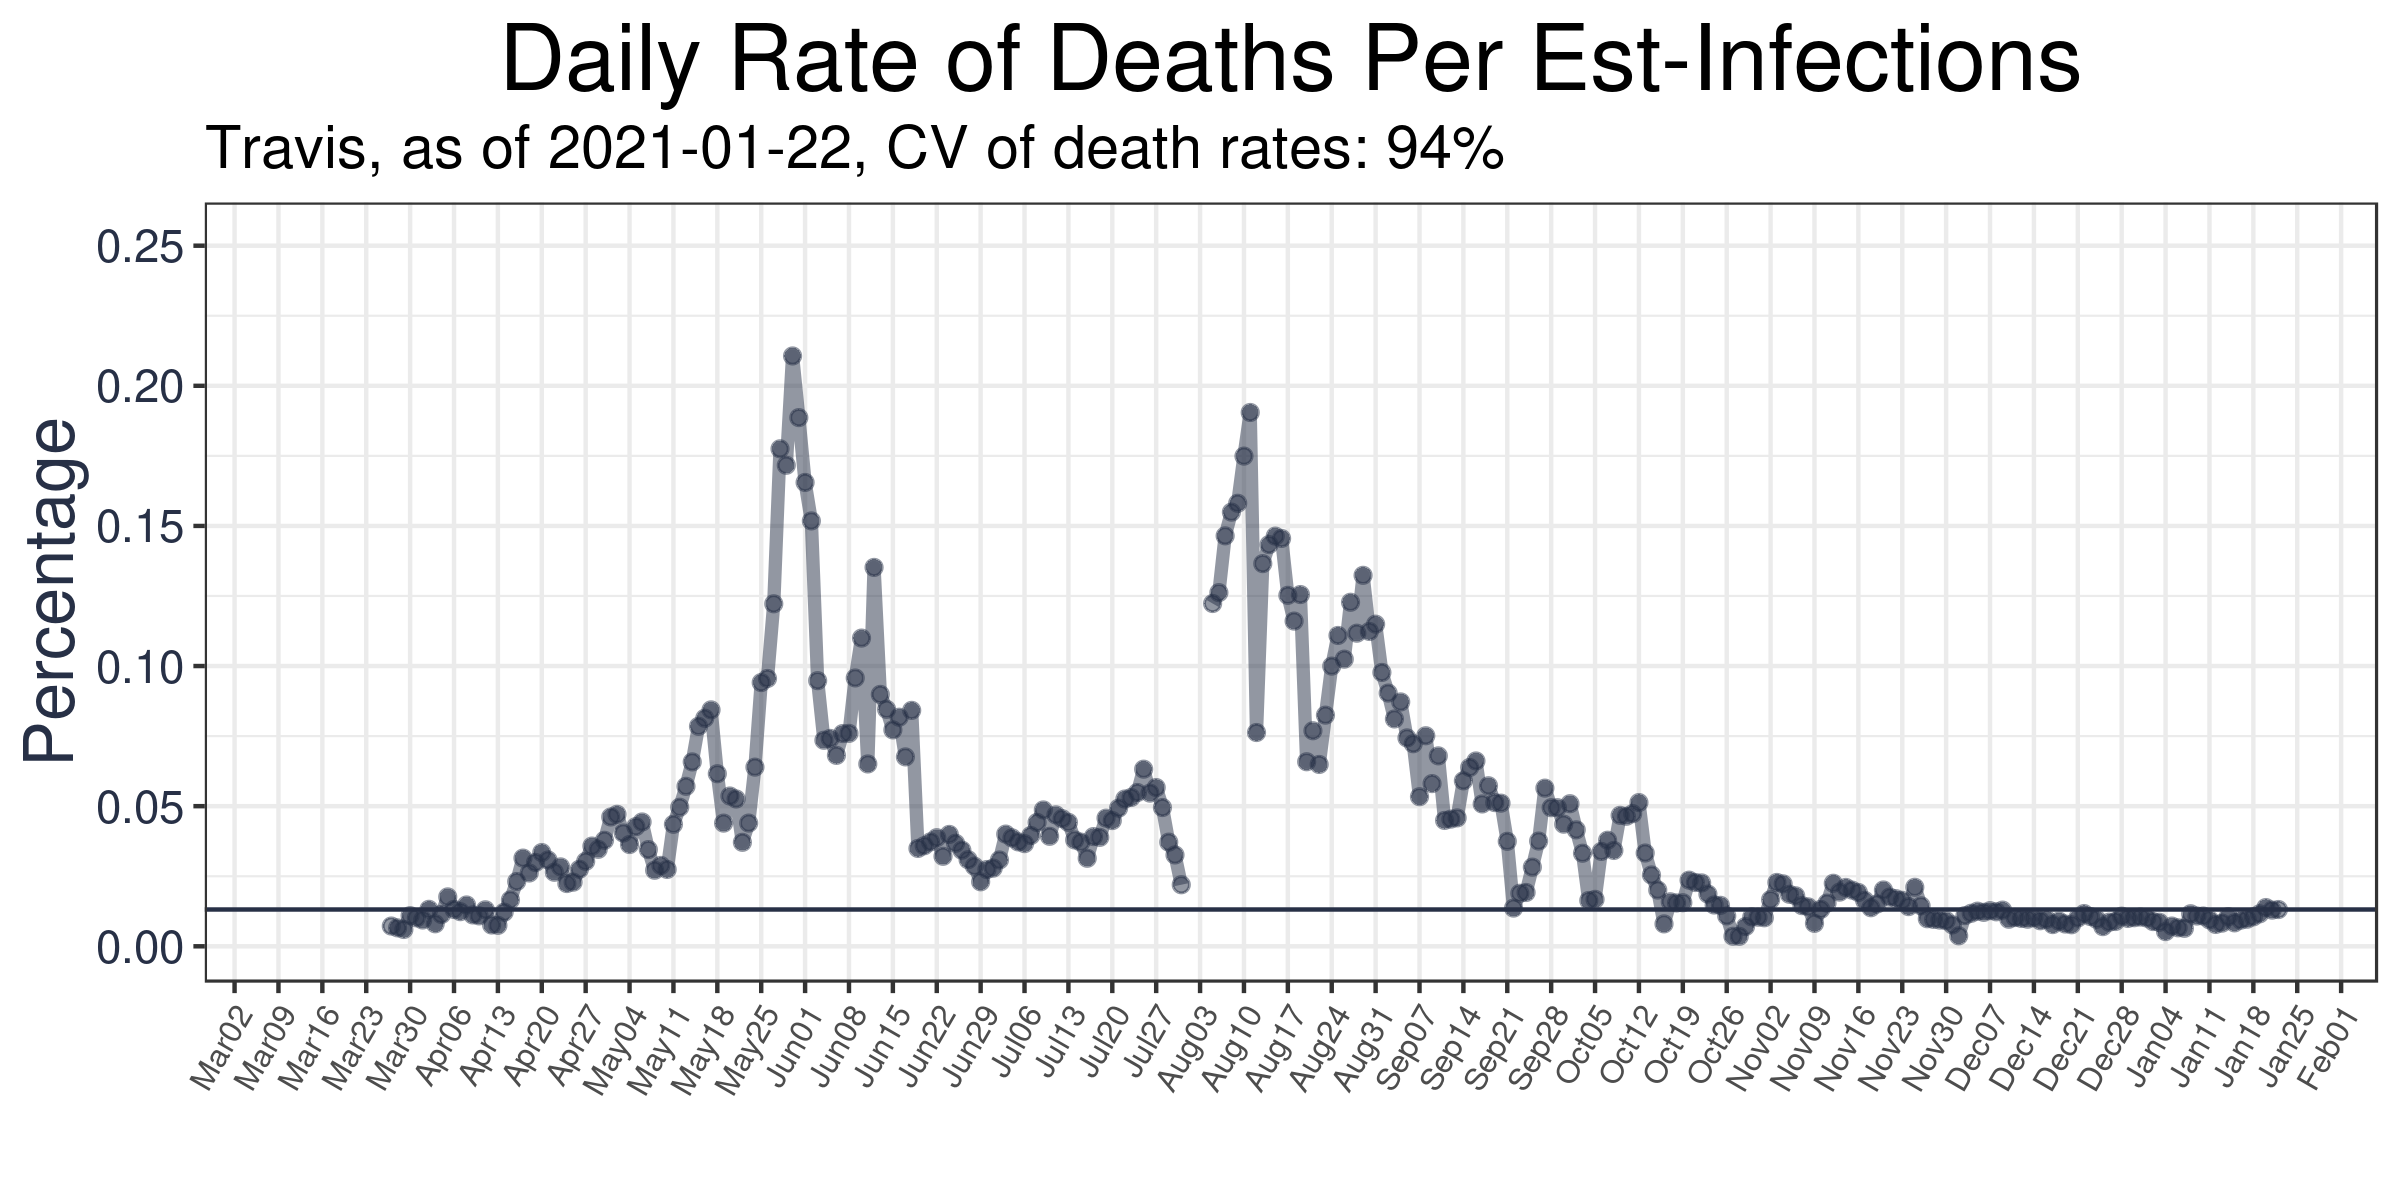 Daily Rate of Deaths Per Est-Infections
Travis, as of 2021-01-22, CV of death rates: 94%
Percentage
0.25
0.20
0.15
0.10
0.05
0.00
Mar02
Mar09
Mar16
Mar23
Mar30
Apr06
Apr13
Apr20
Apr27
May04
May11
May18
May25
Jun01
Jun08
Jun15
Jun22
Jun29
Jul06
Jul13
Jul20
Jul27
Aug03
Aug10
Aug17
Aug24
Aug31
Sep07
Sep14
Sep21
Sep28
Oct05
Oct12
Oct19
Oct26
Nov02
Nov09
Nov16
Nov23
Nov30
Dec07
Dec14
Dec21
Dec28
Jan04
Jan11
Jan18
Jan25
Feb01